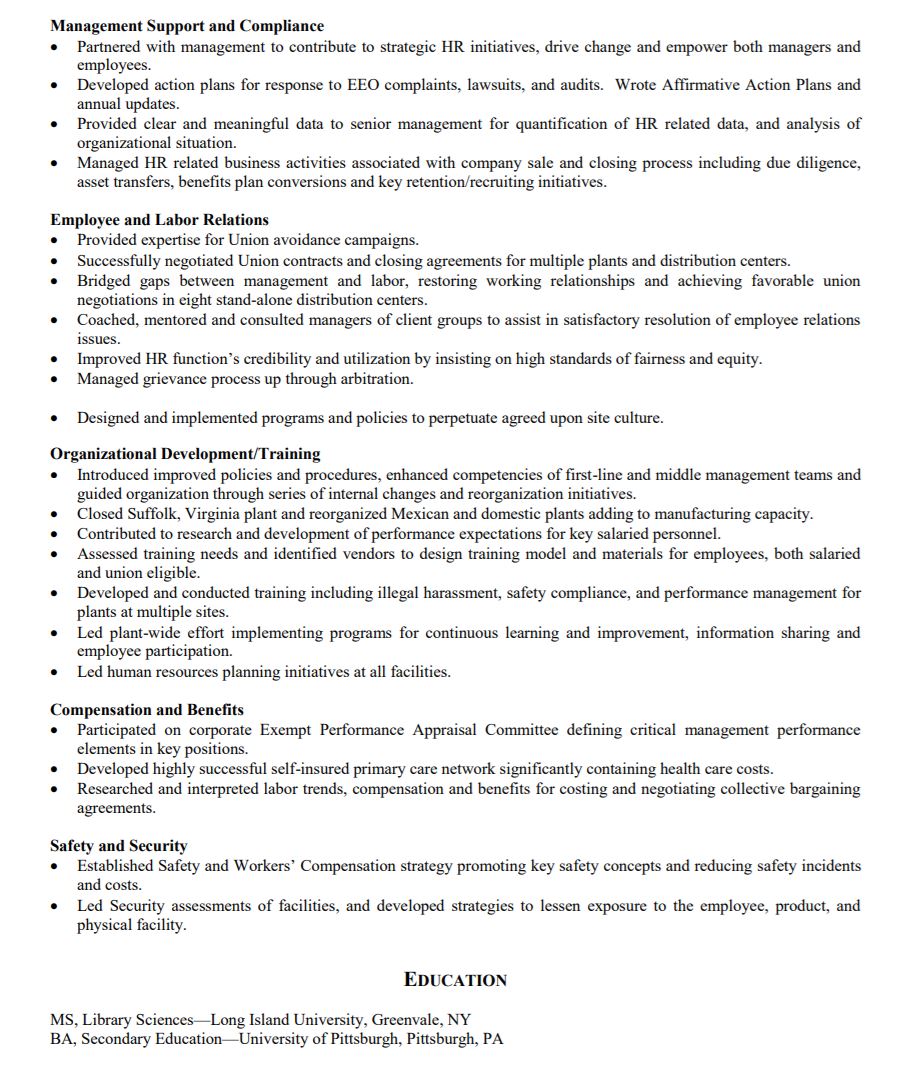 Management Support and Compliance
• Partnered with management to contribute to strategic HR initiatives, drive change and empower both managers and
employees.
• Developed action plans for response to EEO complaints, lawsuits, and audits.  Wrote Affirmative Action Plans and
annual updates.
• Provided clear and meaningful data to senior management for quantification of HR related data, and analysis of
organizational situation.
• Managed HR related business activities associated with company sale and closing process including due diligence,
asset transfers, benefits plan conversions and key retention/recruiting initiatives.
Employee and Labor Relations
• Provided expertise for Union avoidance campaigns.
• Successfully negotiated Union contracts and closing agreements for multiple plants and distribution centers.
• Bridged gaps between management and labor, restoring working relationships and achieving favorable union
negotiations in eight stand-alone distribution centers.
• Coached, mentored and consulted managers of client groups to assist in satisfactory resolution of employee relations
issues.
• Improved HR function’s credibility and utilization by insisting on high standards of fairness and equity.
• Managed grievance process up through arbitration.
• Designed and implemented programs and policies to perpetuate agreed upon site culture.
Organizational Development/Training
• Introduced improved policies and procedures, enhanced competencies of first-line and middle management teams and
guided organization through series of internal changes and reorganization initiatives.
• Closed Suffolk, Virginia plant and reorganized Mexican and domestic plants adding to manufacturing capacity.
• Contributed to research and development of performance expectations for key salaried personnel.
• Assessed training needs and identified vendors to design training model and materials for employees, both salaried
and union eligible.
• Developed and conducted training including illegal harassment, safety compliance, and performance management for
plants at multiple sites.
• Led plant-wide effort implementing programs for continuous learning and improvement, information sharing and
employee participation.
• Led human resources planning initiatives at all facilities.
Compensation and Benefits
• Participated on corporate Exempt Performance Appraisal Committee defining critical management performance
elements in key positions.
• Developed highly successful self-insured primary care network significantly containing health care costs.
• Researched and interpreted labor trends, compensation and benefits for costing and negotiating collective bargaining
agreements.
Safety and Security
• Established Safety and Workers’ Compensation strategy promoting key safety concepts and reducing safety incidents
and costs.
• Led Security assessments of facilities, and developed strategies to lessen exposure to the employee, product, and
physical facility.
EDUCATION
MS, Library Sciences—Long Island University, Greenvale, NY
BA, Secondary Education—University of Pittsburgh, Pittsburgh, PA